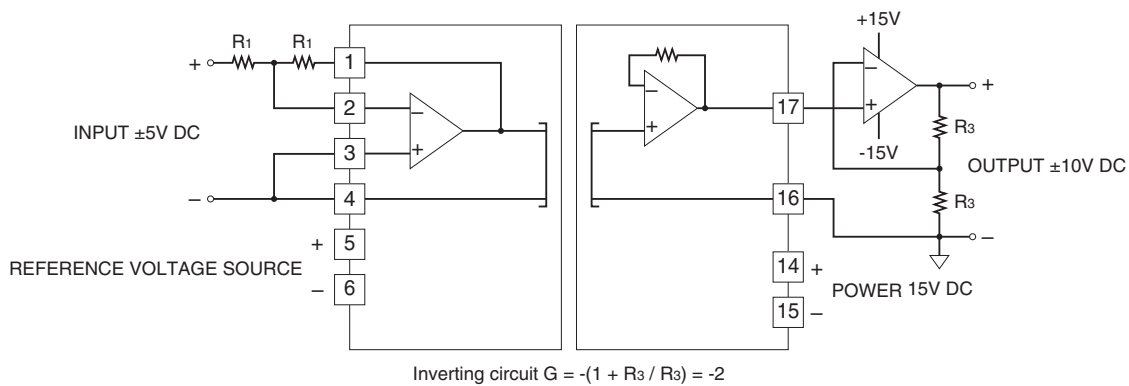 +15V
R1 R1
+ 1 +
2 − − 17 −
INPUT ±5V DC + R3
3 + + -15V OUTPUT ±10V DC
− 4 16 R3
+ 5 −
REFERENCE VOLTAGE SOURCE 14 +
− 6 POWER 15V DC
15 −
Inverting circuit G = -(1 + R3 / R3) = -2